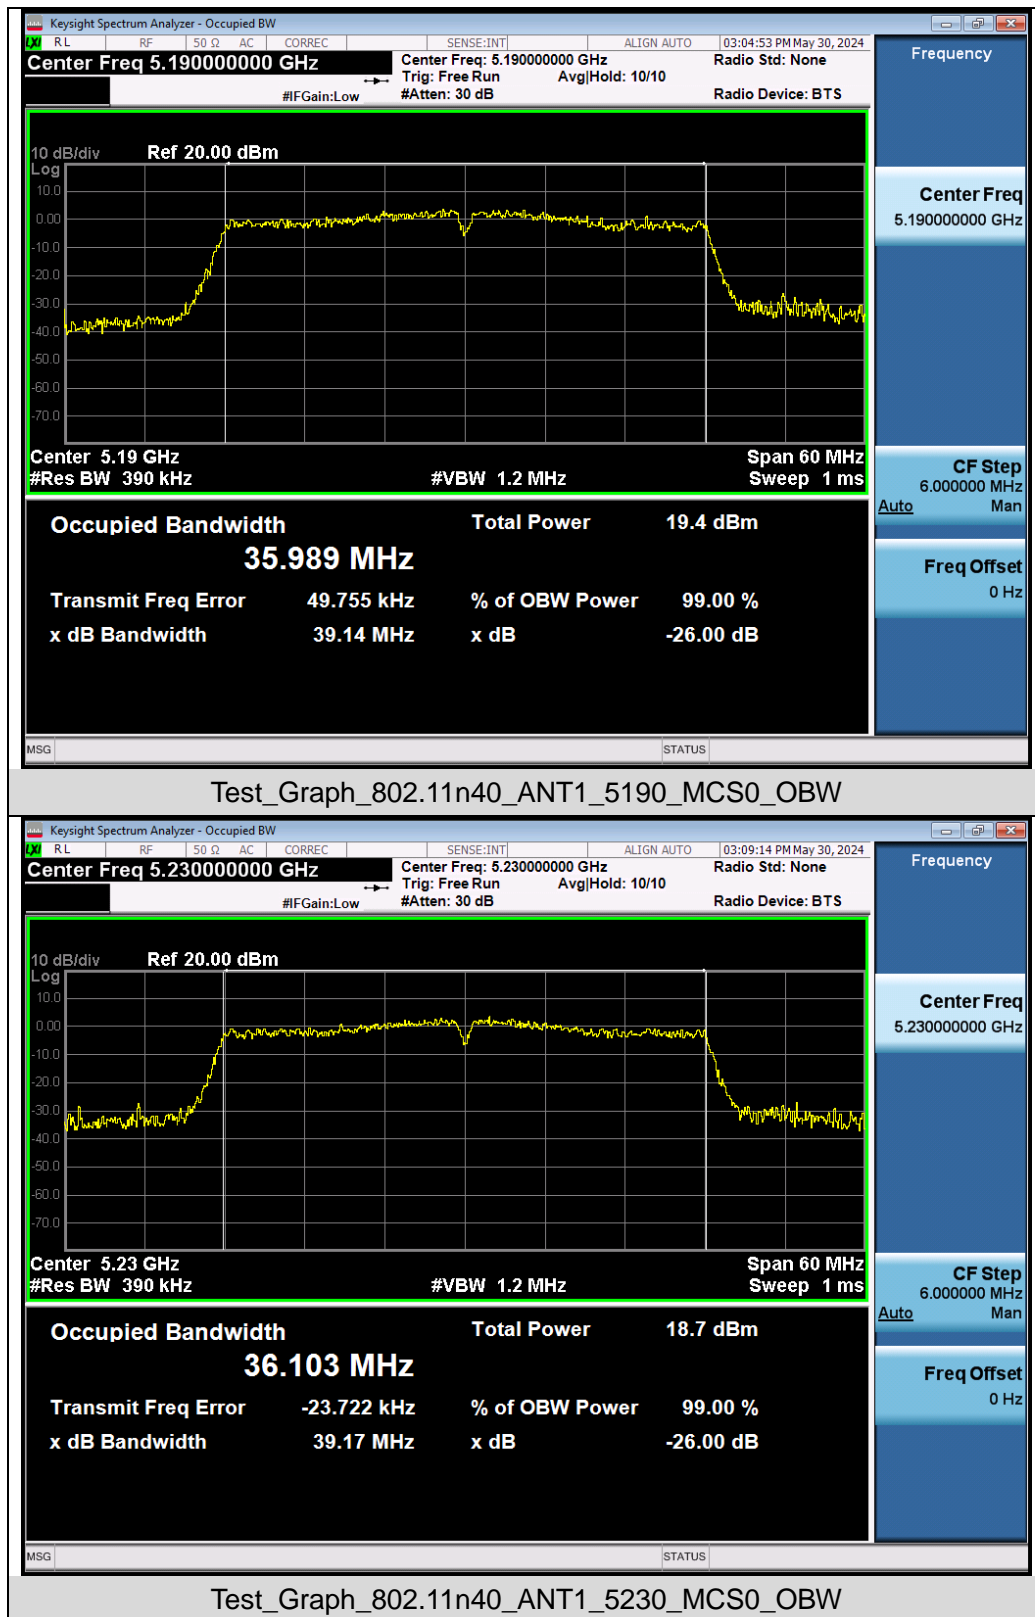 Keysight Spectrum Analyzer - Occupied BW
LXI RL RF 50 Ω AC CORREC SENSE:INT ALIGN AUTO 03:04:53 PM May 30, 2024
Center Freq 5.190000000 GHz Center Freq: 5.190000000 GHz Radio Std: None Frequency
Trig: Free Run Avg|Hold: 10/10
#IFGain:Low #Atten: 30 dB Radio Device: BTS
10 dB/div Ref 20.00 dBm
Log
10.0
0.00
-10.0
-20.0
-30.0
-40.0
-50.0
-60.0
-70.0
Center Freq
5.190000000 GHz
Center 5.19 GHz Span 60 MHz
#Res BW 390 kHz #VBW 1.2 MHz Sweep 1 ms
CF Step
6.000000 MHz
Auto Man
Occupied Bandwidth Total Power 19.4 dBm
35.989 MHz
Freq Offset
0 Hz
Transmit Freq Error 49.755 kHz % of OBW Power 99.00 %
x dB Bandwidth 39.14 MHz x dB -26.00 dB
MSG STATUS
Test_Graph_802.11n40_ANT1_5190_MCS0_OBW
Keysight Spectrum Analyzer - Occupied BW
LXI RL RF 50 Ω AC CORREC SENSE:INT ALIGN AUTO 03:09:14 PM May 30, 2024
Center Freq 5.230000000 GHz Center Freq: 5.230000000 GHz Radio Std: None Frequency
Trig: Free Run Avg|Hold: 10/10
#IFGain:Low #Atten: 30 dB Radio Device: BTS
10 dB/div Ref 20.00 dBm
Log
10.0
0.00
-10.0
-20.0
-30.0
-40.0
-50.0
-60.0
-70.0
Center Freq
5.230000000 GHz
Center 5.23 GHz Span 60 MHz
#Res BW 390 kHz #VBW 1.2 MHz Sweep 1 ms
CF Step
6.000000 MHz
Auto Man
Occupied Bandwidth Total Power 18.7 dBm
36.103 MHz
Freq Offset
0 Hz
Transmit Freq Error -23.722 kHz % of OBW Power 99.00 %
x dB Bandwidth 39.17 MHz x dB -26.00 dB
MSG STATUS
Test_Graph_802.11n40_ANT1_5230_MCS0_OBW